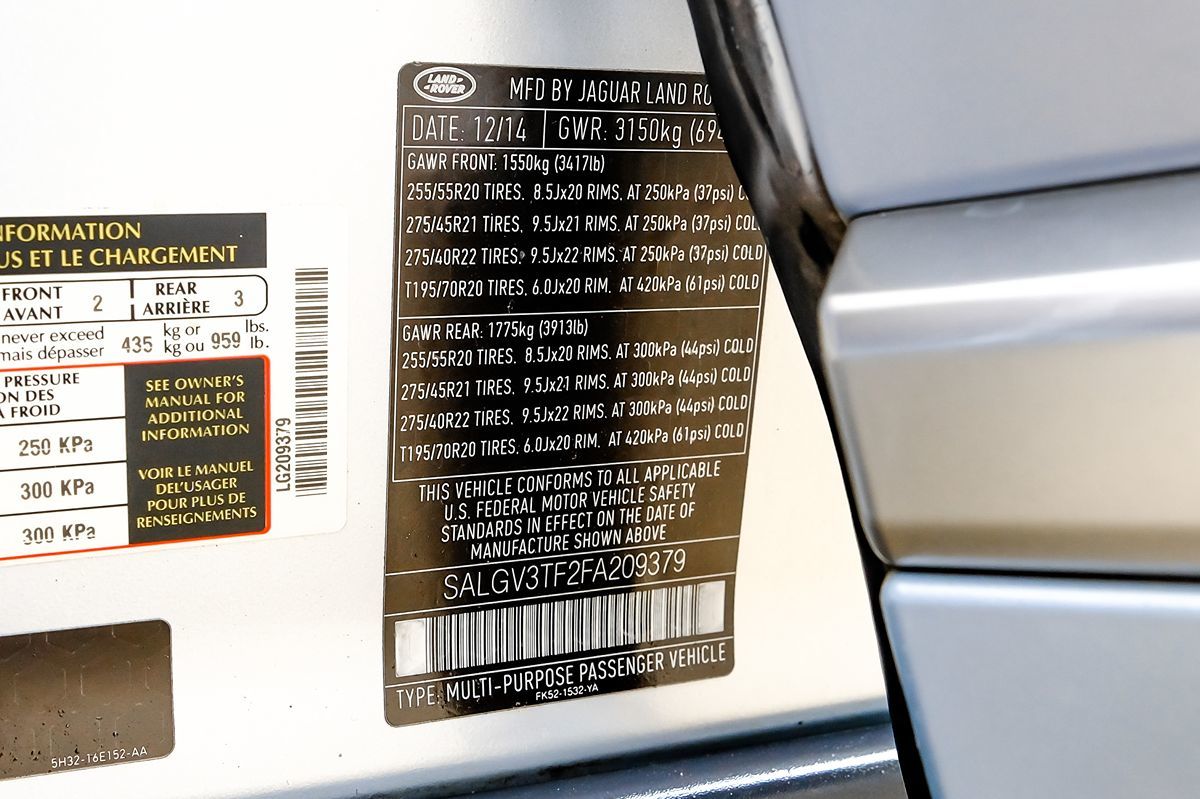 NFORMATION
US ET LE CHARGEMENT
FRONT
AVANT 2
REAR
ARRIÈRE 3
never exceed
mais dépasser 435 kg or
kg ou 959 lbs.
lb.
PRESSURE
ON DES
À FROID
250 KPa
300 KPa
300 KPa
SEE OWNER'S
MANUAL FOR
ADDITIONAL
INFORMATION
VOIR LE MANUEL
DEL'USAGER
POUR PLUS DE
RENSEIGNEMENTS
LG209379
5H32-16E152-AA
LAND-
-ROVER
MFD BY JAGUAR LAND RO
DATE: 12/14 GWR: 3150kg (694
GAWR FRONT: 1550kg (3417lb)
255/55R20 TIRES, 8.5Jx20 RIMS, AT 250kPa (37psi) C
275/45R21 TIRES, 9.5Jx21 RIMS, AT 250kPa (37psi) COL
275/40R22 TIRES, 9.5Jx22 RIMS, AT 250kPa (37psi) COLD
T195/70R20 TIRES, 6.0Jx20 RIM, AT 420kPa (61psi) COLD
GAWR REAR: 1775kg (3913lb)
255/55R20 TIRES, 8.5Jx20 RIMS, AT 300kPa (44psi) COLD
275/45R21 TIRES, 9.5Jx21 RIMS, AT 300kPa (44psi) COLD
275/40R22 TIRES, 9.5Jx22 RIMS, AT 300kPa (44psi) COLD
T195/70R20 TIRES, 6.0Jx20 RIM, AT 420kPa (61psi) COLD
THIS VEHICLE CONFORMS TO ALL APPLICABLE
U.S. FEDERAL MOTOR VEHICLE SAFETY
STANDARDS IN EFFECT ON THE DATE OF
MANUFACTURE SHOWN ABOVE
SALGV3TF2FA209379
TYPE: MULTI-PURPOSE PASSENGER VEHICLE
FK52-1532-YA